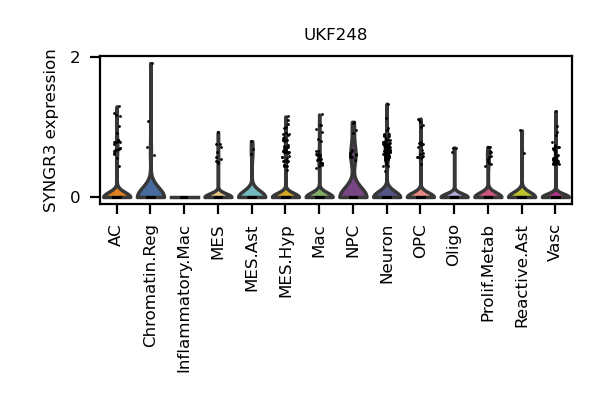 UKF248
SYNGR3 expression
2
0
AC
Chromatin.Reg
Inflammatory.Mac
MES
MES.Ast
MES.Hyp
Mac
NPC
Neuron
OPC
Oligo
Prolif.Metab
Reactive.Ast
Vasc